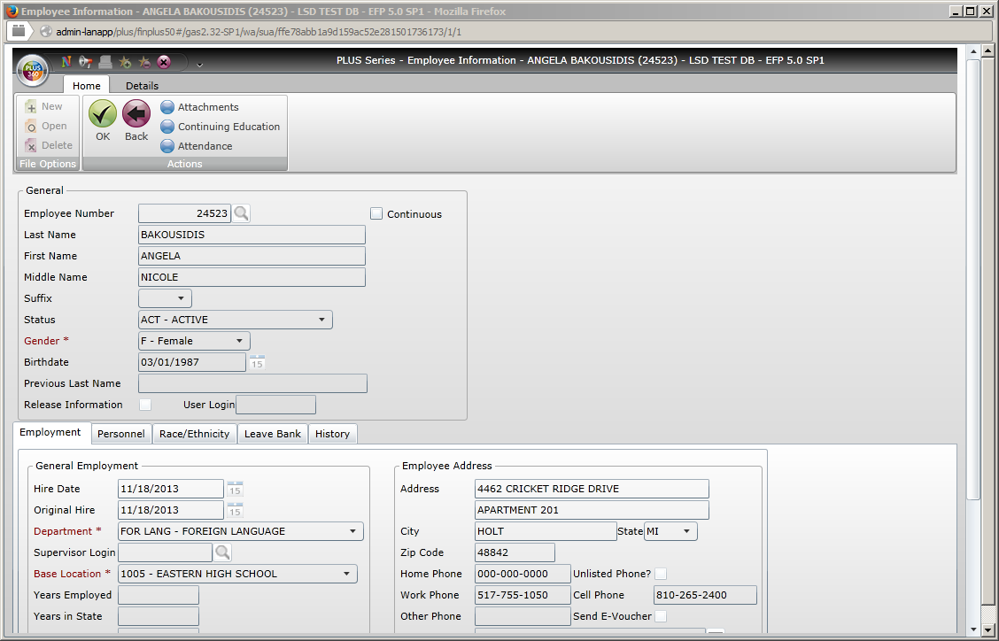 Employee Information - ANGELA BAKOUSIDIS (24523) - LSD TEST DB - EFP 5.0 SP1 - Mozilla Firefox
admin-lanapp/plus/finplus50#/gas2.32-SP1/wa/sua/ffe78abb1a9d159ac52e281501736173/1/1
PLUS 360
PLUS Series - Employee Information - ANGELA BAKOUSIDIS (24523) - LSD TEST DB - EFP 5.0 SP1
Home Details
New
Open
Delete
File Options
OK Back
Attachments
Continuing Education
Attendance
Actions
General
Employee Number 24523 Continuous
Last Name BAKOUSIDIS
First Name ANGELA
Middle Name NICOLE
Suffix
Status ACT - ACTIVE
Gender * F - Female
Birthdate 03/01/1987 15
Previous Last Name
Release Information User Login
Employment Personnel Race/Ethnicity Leave Bank History
General Employment
Hire Date 11/18/2013 15
Original Hire 11/18/2013 15
Department * FOR LANG - FOREIGN LANGUAGE
Supervisor Login
Base Location * 1005 - EASTERN HIGH SCHOOL
Years Employed
Years in State
Employee Address
Address 4462 CRICKET RIDGE DRIVE
APARTMENT 201
City HOLT State MI
Zip Code 48842
Home Phone 000-000-0000 Unlisted Phone?
Work Phone 517-755-1050 Cell Phone 810-265-2400
Other Phone Send E-Voucher